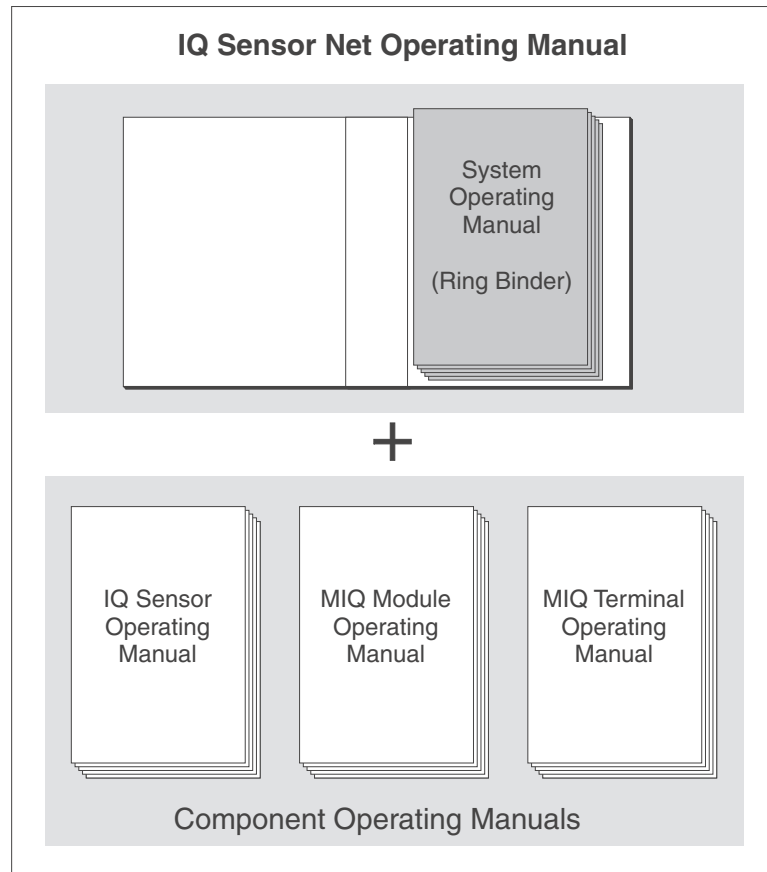 IQ Sensor Net Operating Manual
System
Operating
Manual
(Ring Binder)
+
IQ Sensor
Operating
Manual
MIQ Module
Operating
Manual
MIQ Terminal
Operating
Manual
Component Operating Manuals